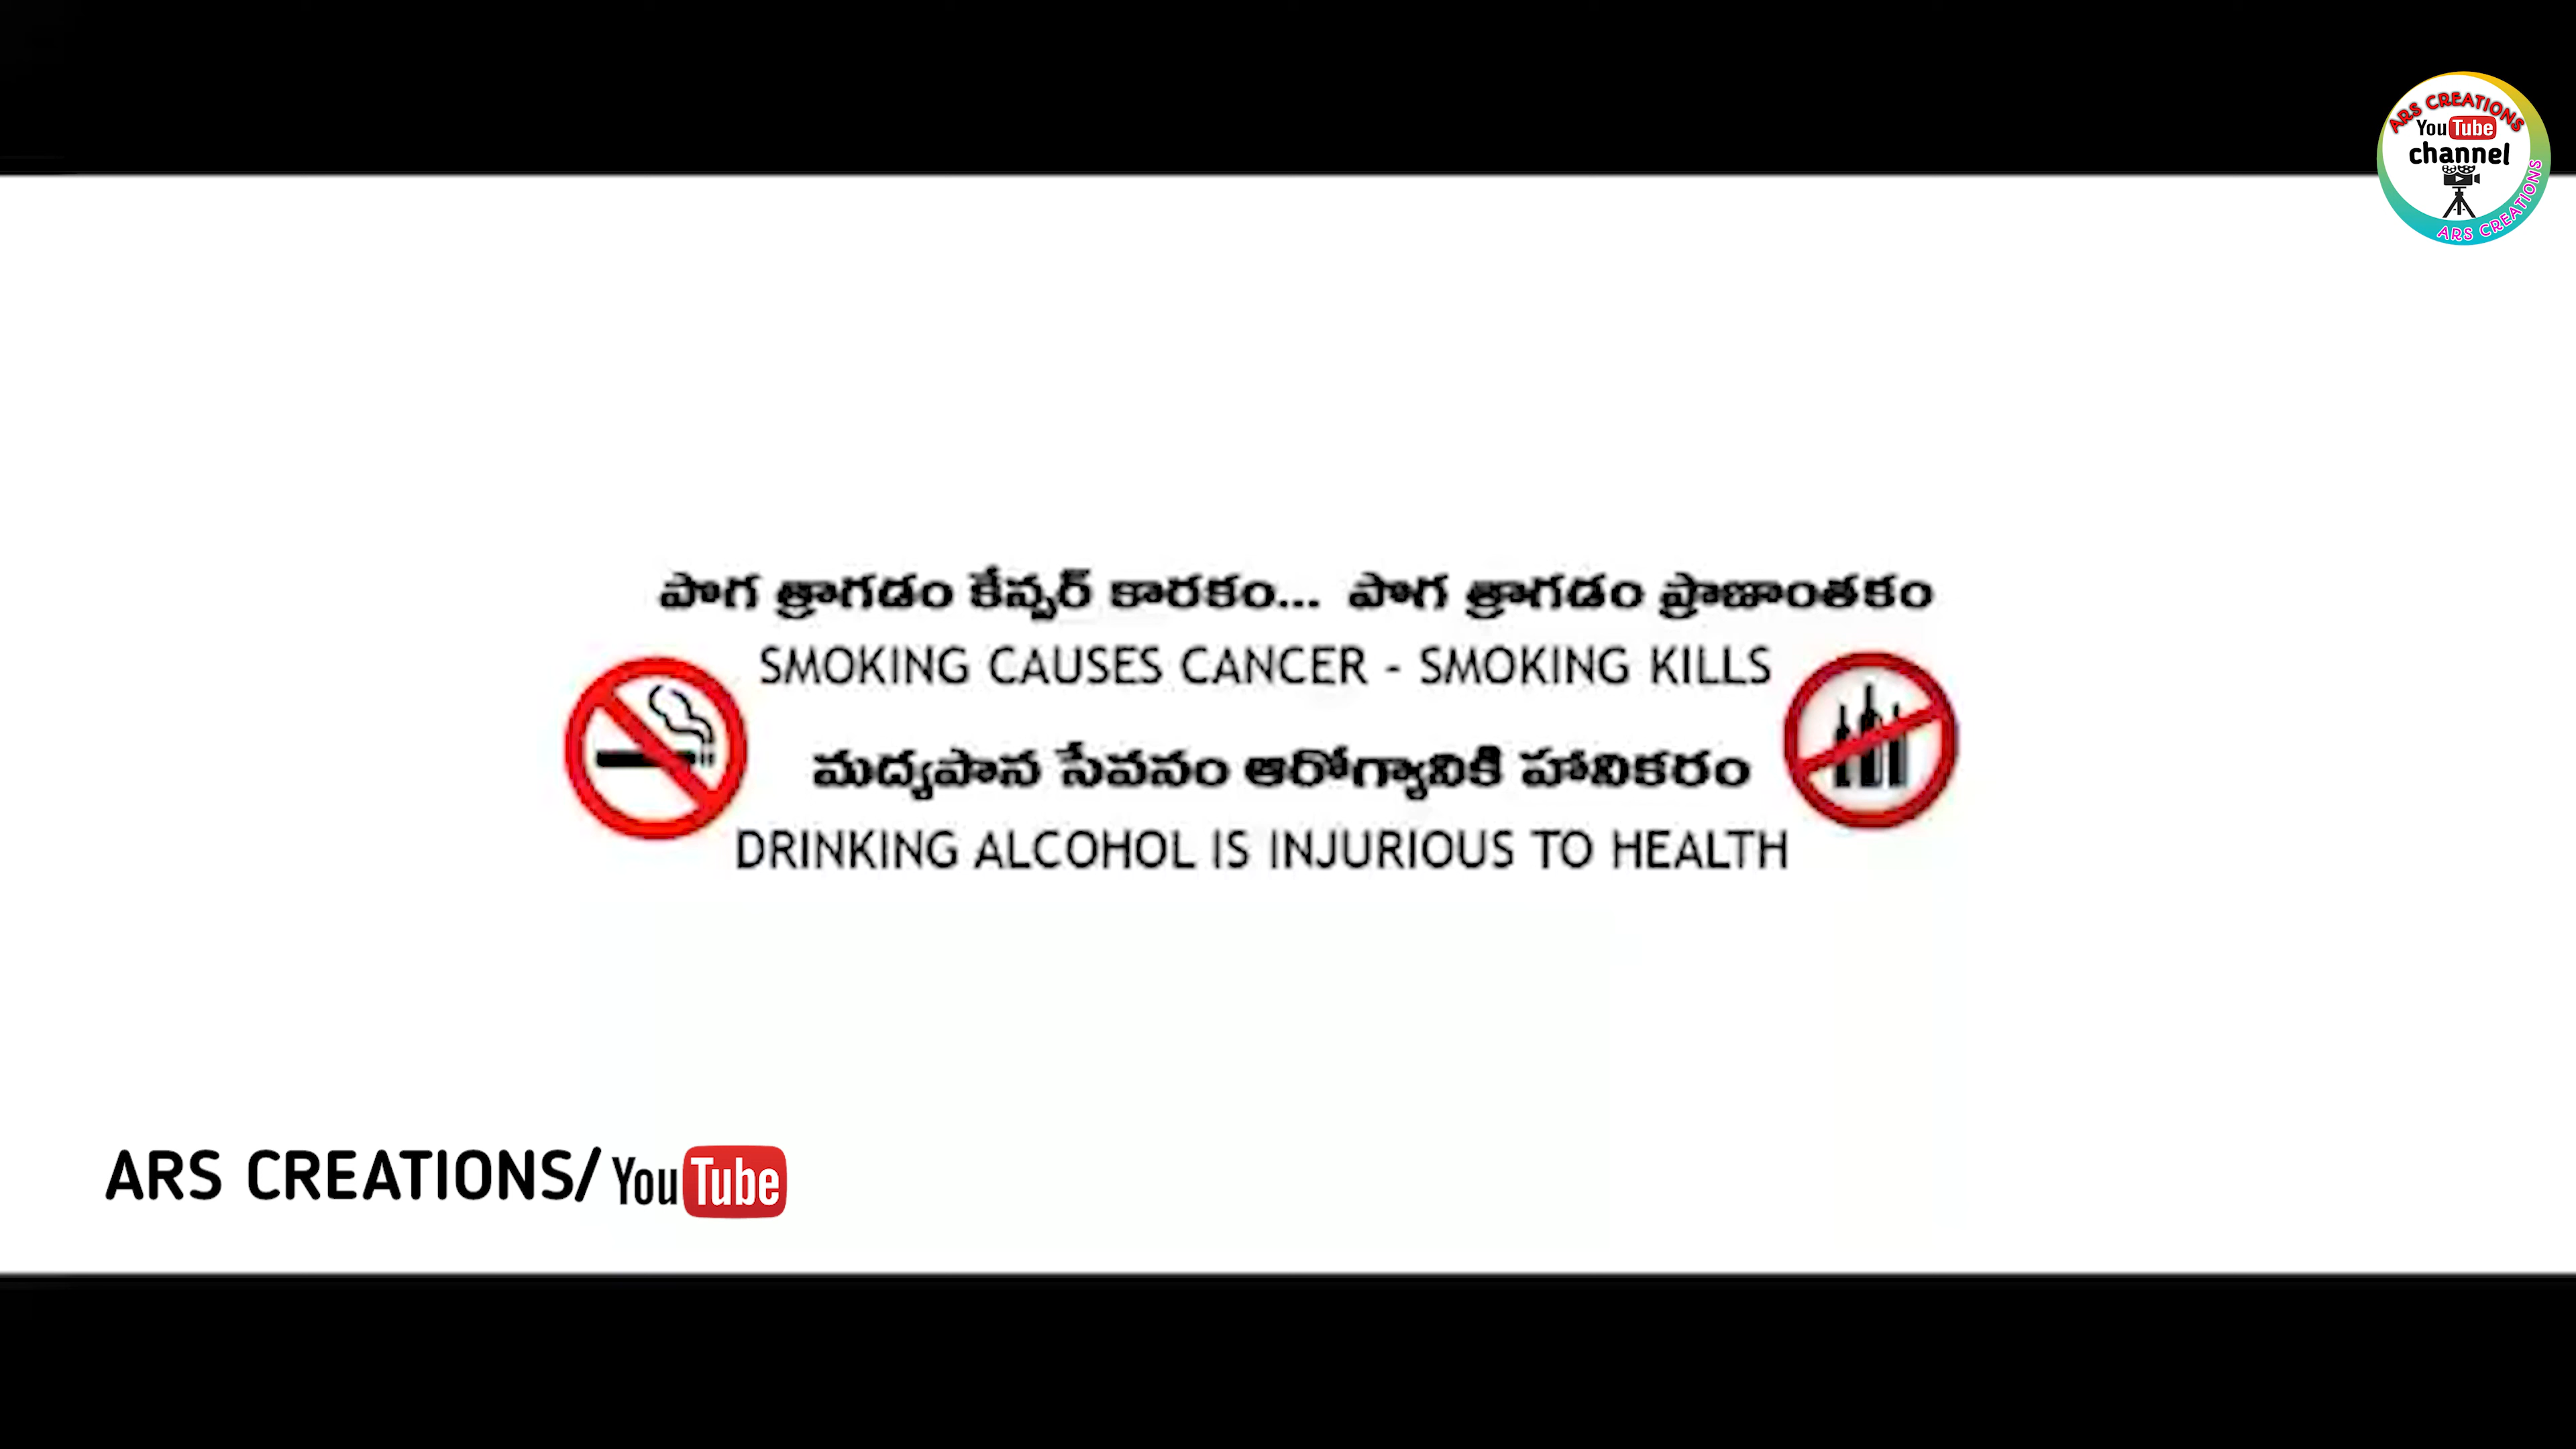 ARS CREATIONS
YouTube
channel
ARS CREATIONS
పొగ త్రాగడం కేన్సర్ కారకం... పొగ త్రాగడం ప్రాణాంతకం
SMOKING CAUSES CANCER - SMOKING KILLS
మద్యపాన సేవనం ఆరోగ్యానికి హానికరం
DRINKING ALCOHOL IS INJURIOUS TO HEALTH
ARS CREATIONS/YouTube